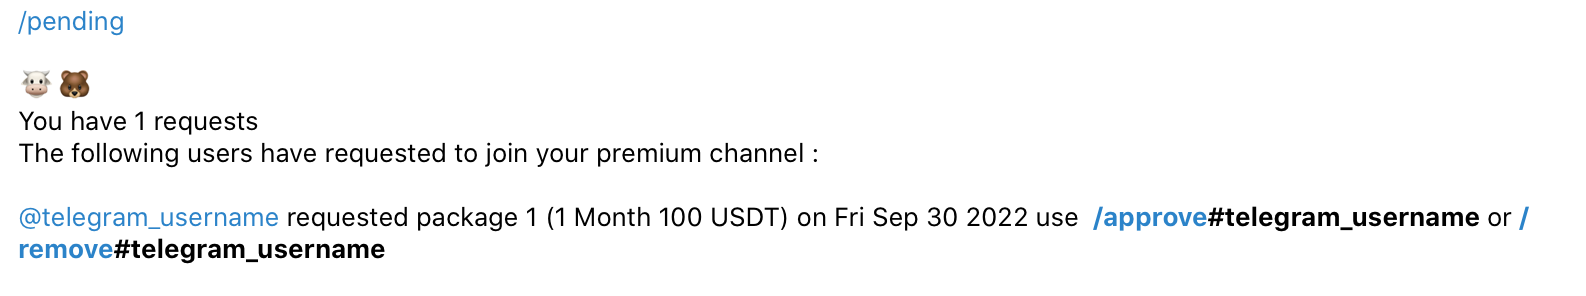 /pending
🐮🐻
You have 1 requests
The following users have requested to join your premium channel :
@telegram_username requested package 1 (1 Month 100 USDT) on Fri Sep 30 2022 use /approve#telegram_username or /
remove#telegram_username